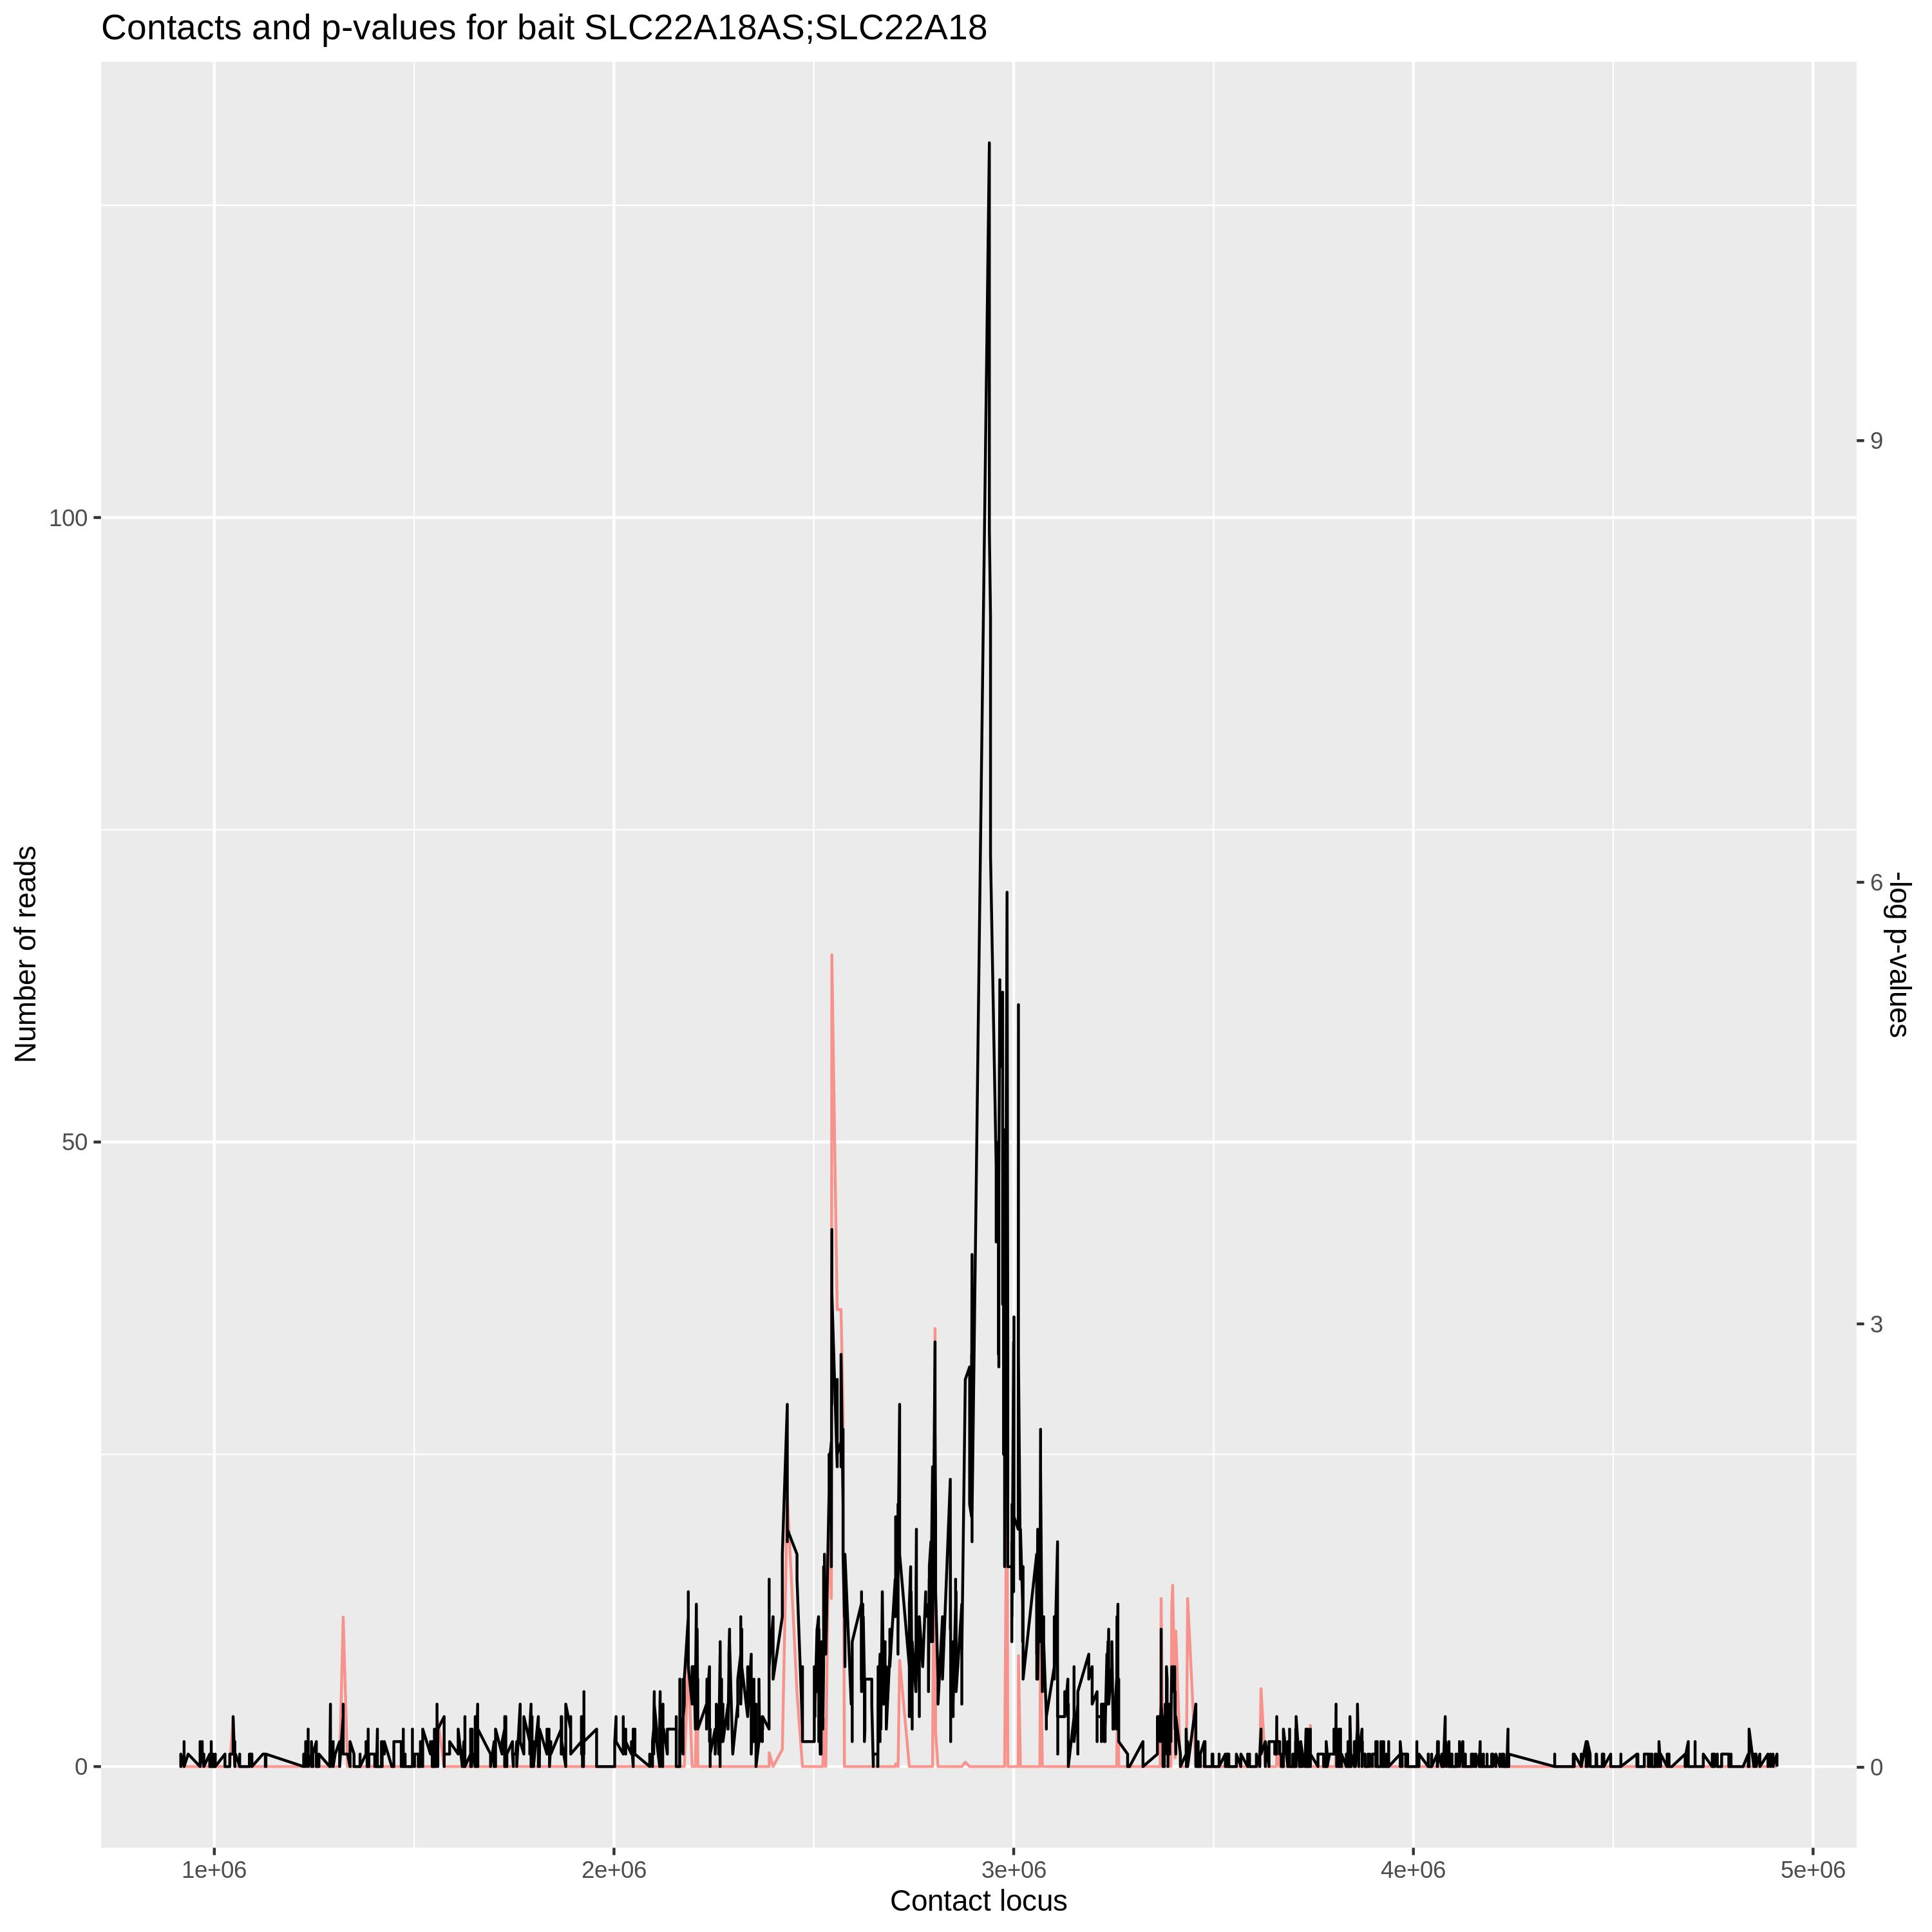 Contacts and p-values for bait SLC22A18AS;SLC22A18
Number of reads
100
50
0
9
6
3
0
-log p-values
1e+06 2e+06 3e+06 4e+06 5e+06
Contact locus